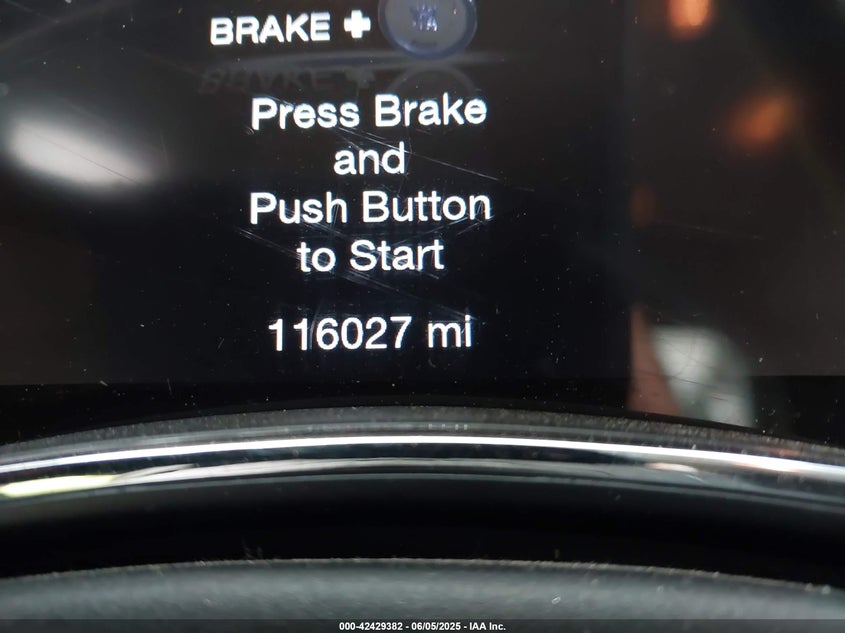 BRAKE +
Press Brake
and
Push Button
to Start
116027 mi
000-42429382 - 06/05/2025 - IAA Inc.